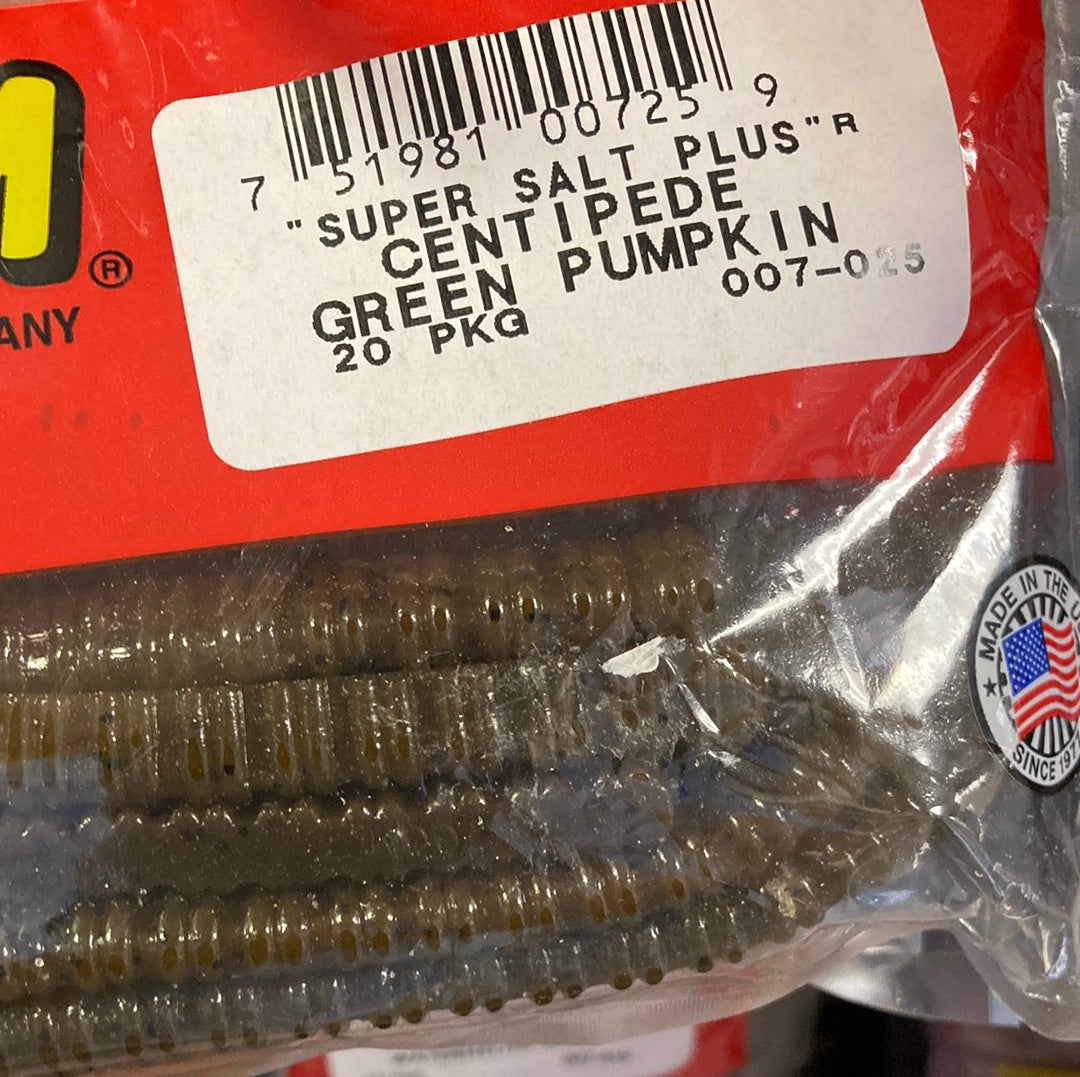 M®
ANY
7 51981 00725 9
"SUPER SALT PLUS"R
CENTIPEDE
GREEN PUMPKIN
20 PKG 007-025
MADE IN THE U
SINCE 197